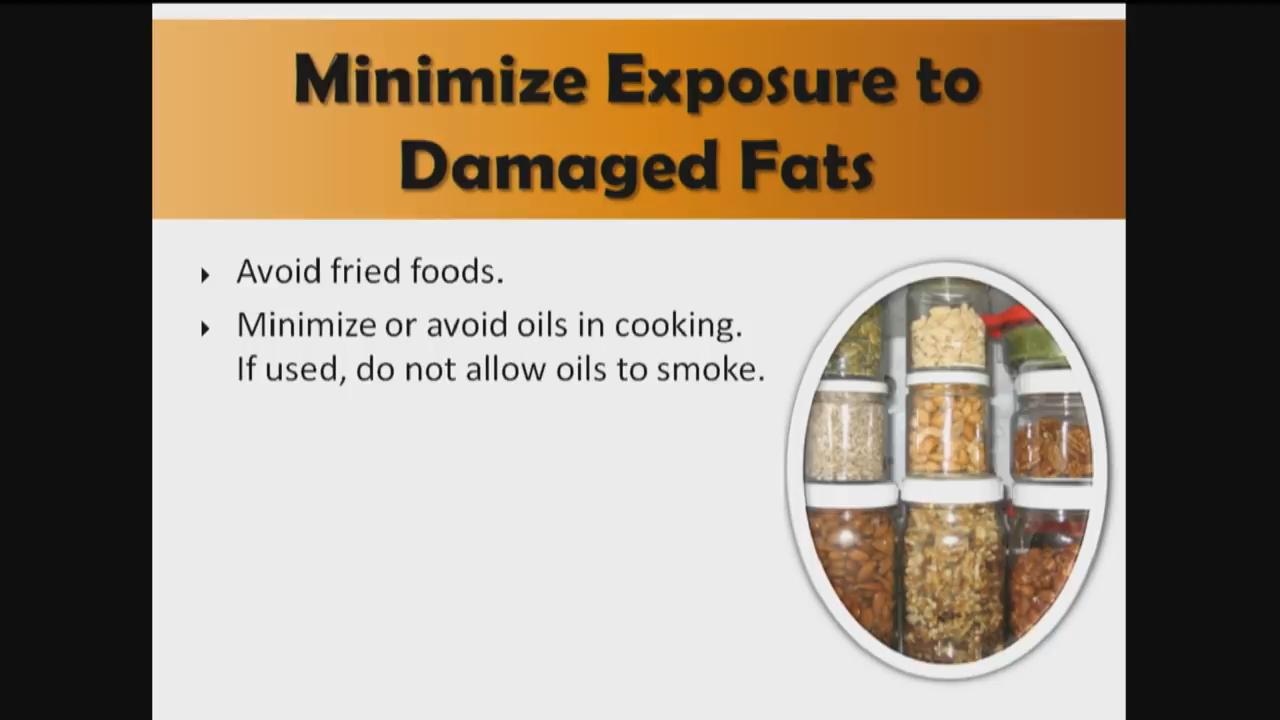 Minimize Exposure to
Damaged Fats
Avoid fried foods.
Minimize or avoid oils in cooking.
If used, do not allow oils to smoke.